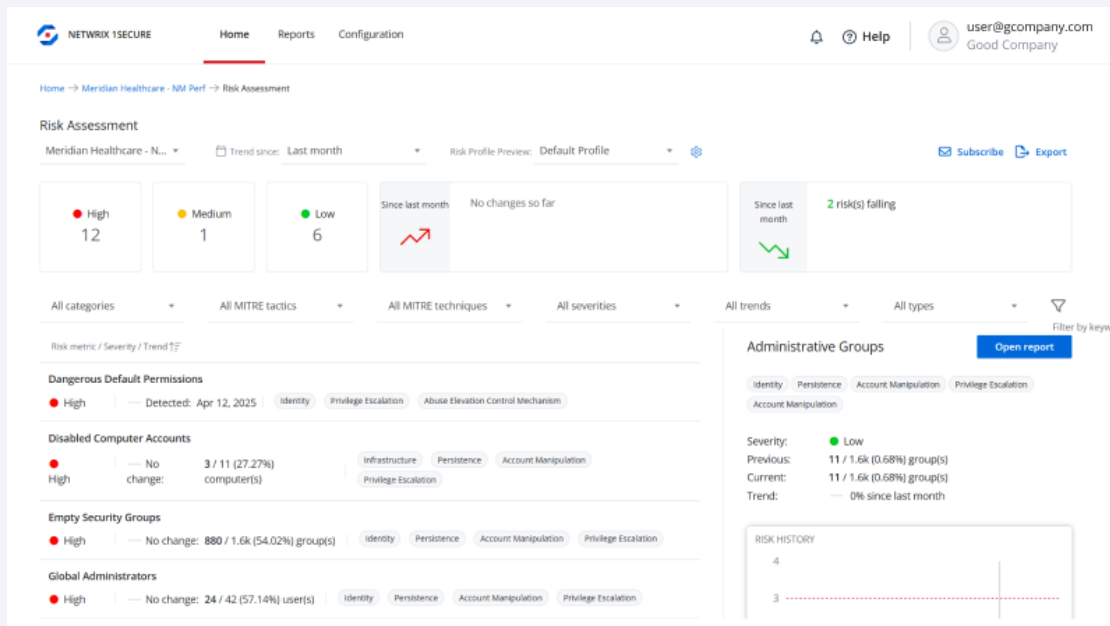 NETWRIX 1SECURE
Home
Reports
Configuration
Help
user@gcompany.com
Good Company
Home → Meridian Healthcare - NM Perf → Risk Assessment
Risk Assessment
Meridian Healthcare - N...
Trend since: Last month
Risk Profile Preview: Default Profile
Subscribe
Export
High
12
Medium
1
Low
6
Since last month
No changes so far
Since last
month
2 risk(s) falling
All categories
All MITRE tactics
All MITRE techniques
All severities
All trends
All types
Filter by keyw
Risk metric / Severity / Trend
Dangerous Default Permissions
High — Detected: Apr 12, 2025 Identity Privilege Escalation Abuse Elevation Control Mechanism
Disabled Computer Accounts
High
— No
change:
3 / 11 (27.27%)
computer(s)
Infrastructure Persistence Account Manipulation
Privilege Escalation
Empty Security Groups
High — No change: 880 / 1.6k (54.02%) group(s) Identity Persistence Account Manipulation Privilege Escalation
Global Administrators
High — No change: 24 / 42 (57.14%) user(s) Identity Persistence Account Manipulation Privilege Escalation
Administrative Groups
Open report
Identity Persistence Account Manipulation Privilege Escalation
Account Manipulation
Severity: Low
Previous: 11 / 1.6k (0.68%) group(s)
Current: 11 / 1.6k (0.68%) group(s)
Trend: — 0% since last month
RISK HISTORY
4
3